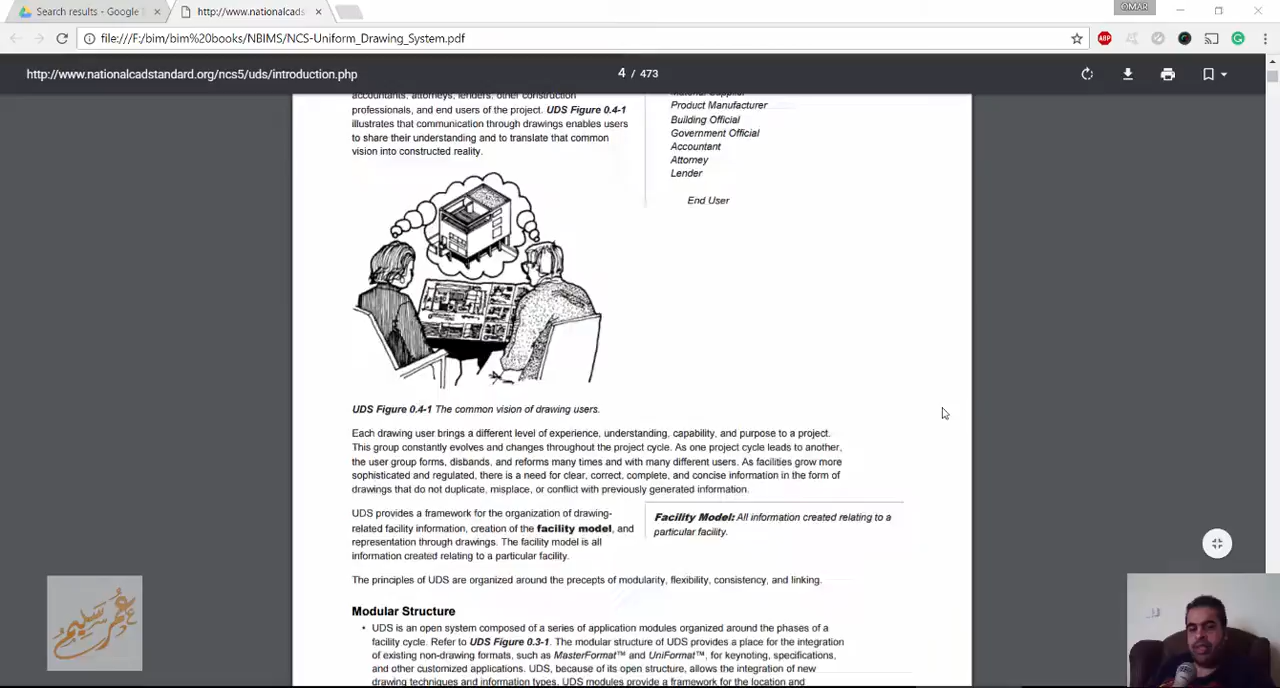 Search results - Google
http://www.nationalcads
OMAR
file:///F:/bim/bim%20books/NBIMS/NCS-Uniform_Drawing_System.pdf
ABP
http://www.nationalcadstandard.org/ncs5/uds/introduction.php
4 / 473
accountants, attorneys, lenders, other construction
professionals, and end users of the project. UDS Figure 0.4-1
illustrates that communication through drawings enables users
to share their understanding and to translate that common
vision into constructed reality.
Material Supplier
Product Manufacturer
Building Official
Government Official
Accountant
Attorney
Lender
End User
UDS Figure 0.4-1 The common vision of drawing users.
Each drawing user brings a different level of experience, understanding, capability, and purpose to a project.
This group constantly evolves and changes throughout the project cycle. As one project cycle leads to another,
the user group forms, disbands, and reforms many times and with many different users. As facilities grow more
sophisticated and regulated, there is a need for clear, correct, complete, and concise information in the form of
drawings that do not duplicate, misplace, or conflict with previously generated information.
UDS provides a framework for the organization of drawing-
related facility information, creation of the facility model, and
representation through drawings. The facility model is all
information created relating to a particular facility.
Facility Model: All information created relating to a
particular facility.
The principles of UDS are organized around the precepts of modularity, flexibility, consistency, and linking.
Modular Structure
• UDS is an open system composed of a series of application modules organized around the phases of a
facility cycle. Refer to UDS Figure 0.3-1. The modular structure of UDS provides a place for the integration
of existing non-drawing formats, such as MasterFormat™ and UniFormat™, for keynoting, specifications,
and other customized applications. UDS, because of its open structure, allows the integration of new
drawing techniques and information types. UDS modules provide a framework for the location and
عمر سليم